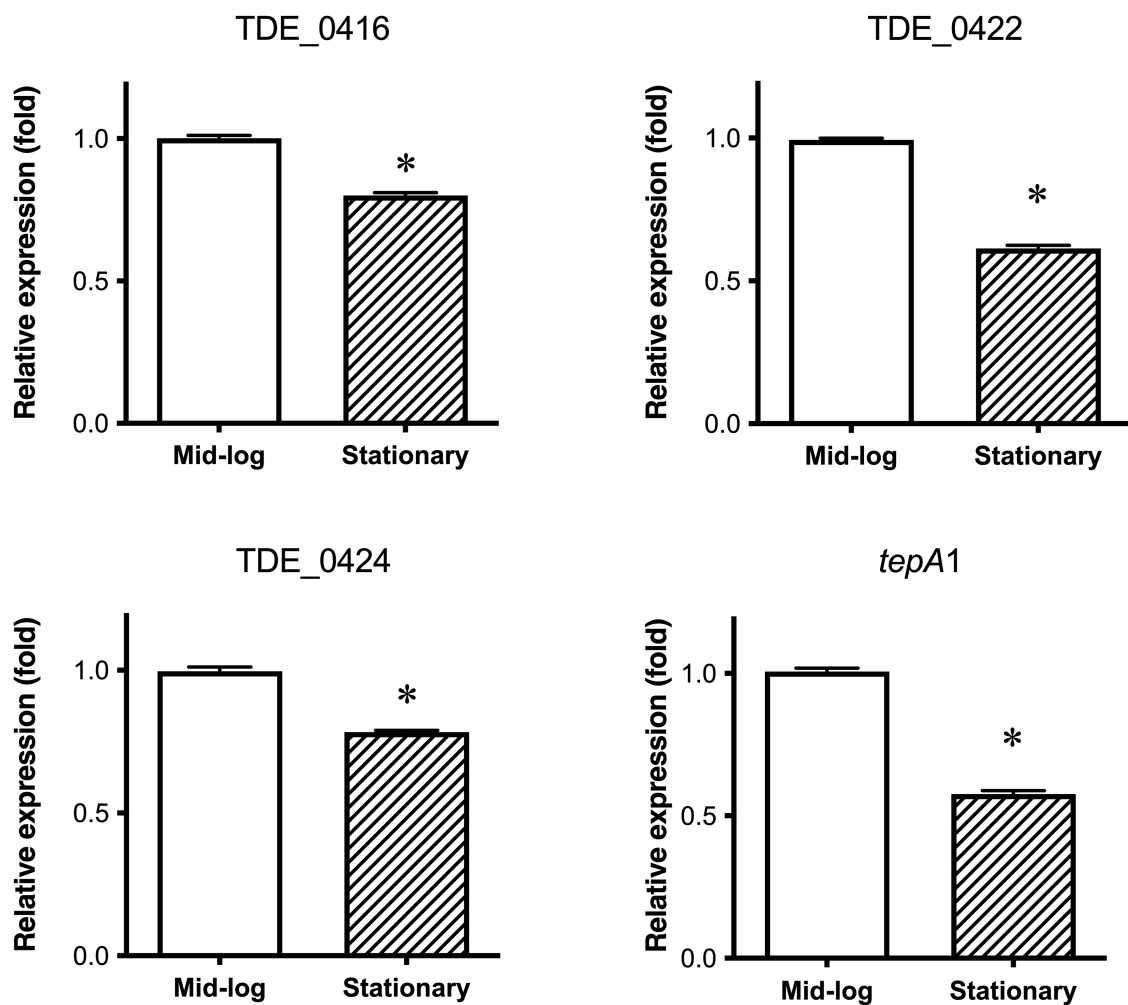 TDE_0416
Relative expression (fold)
1.0
0.5
0.0
*
Mid-log
Stationary
TDE_0422
Relative expression (fold)
1.0
0.5
0.0
*
Mid-log
Stationary
TDE_0424
Relative expression (fold)
1.0
0.5
0.0
*
Mid-log
Stationary
tepA1
Relative expression (fold)
1.0
0.5
0.0
*
Mid-log
Stationary